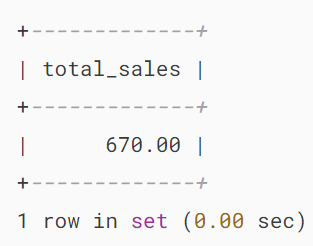 +-------------+
| total_sales |
+-------------+
|      670.00 |
+-------------+
1 row in set (0.00 sec)